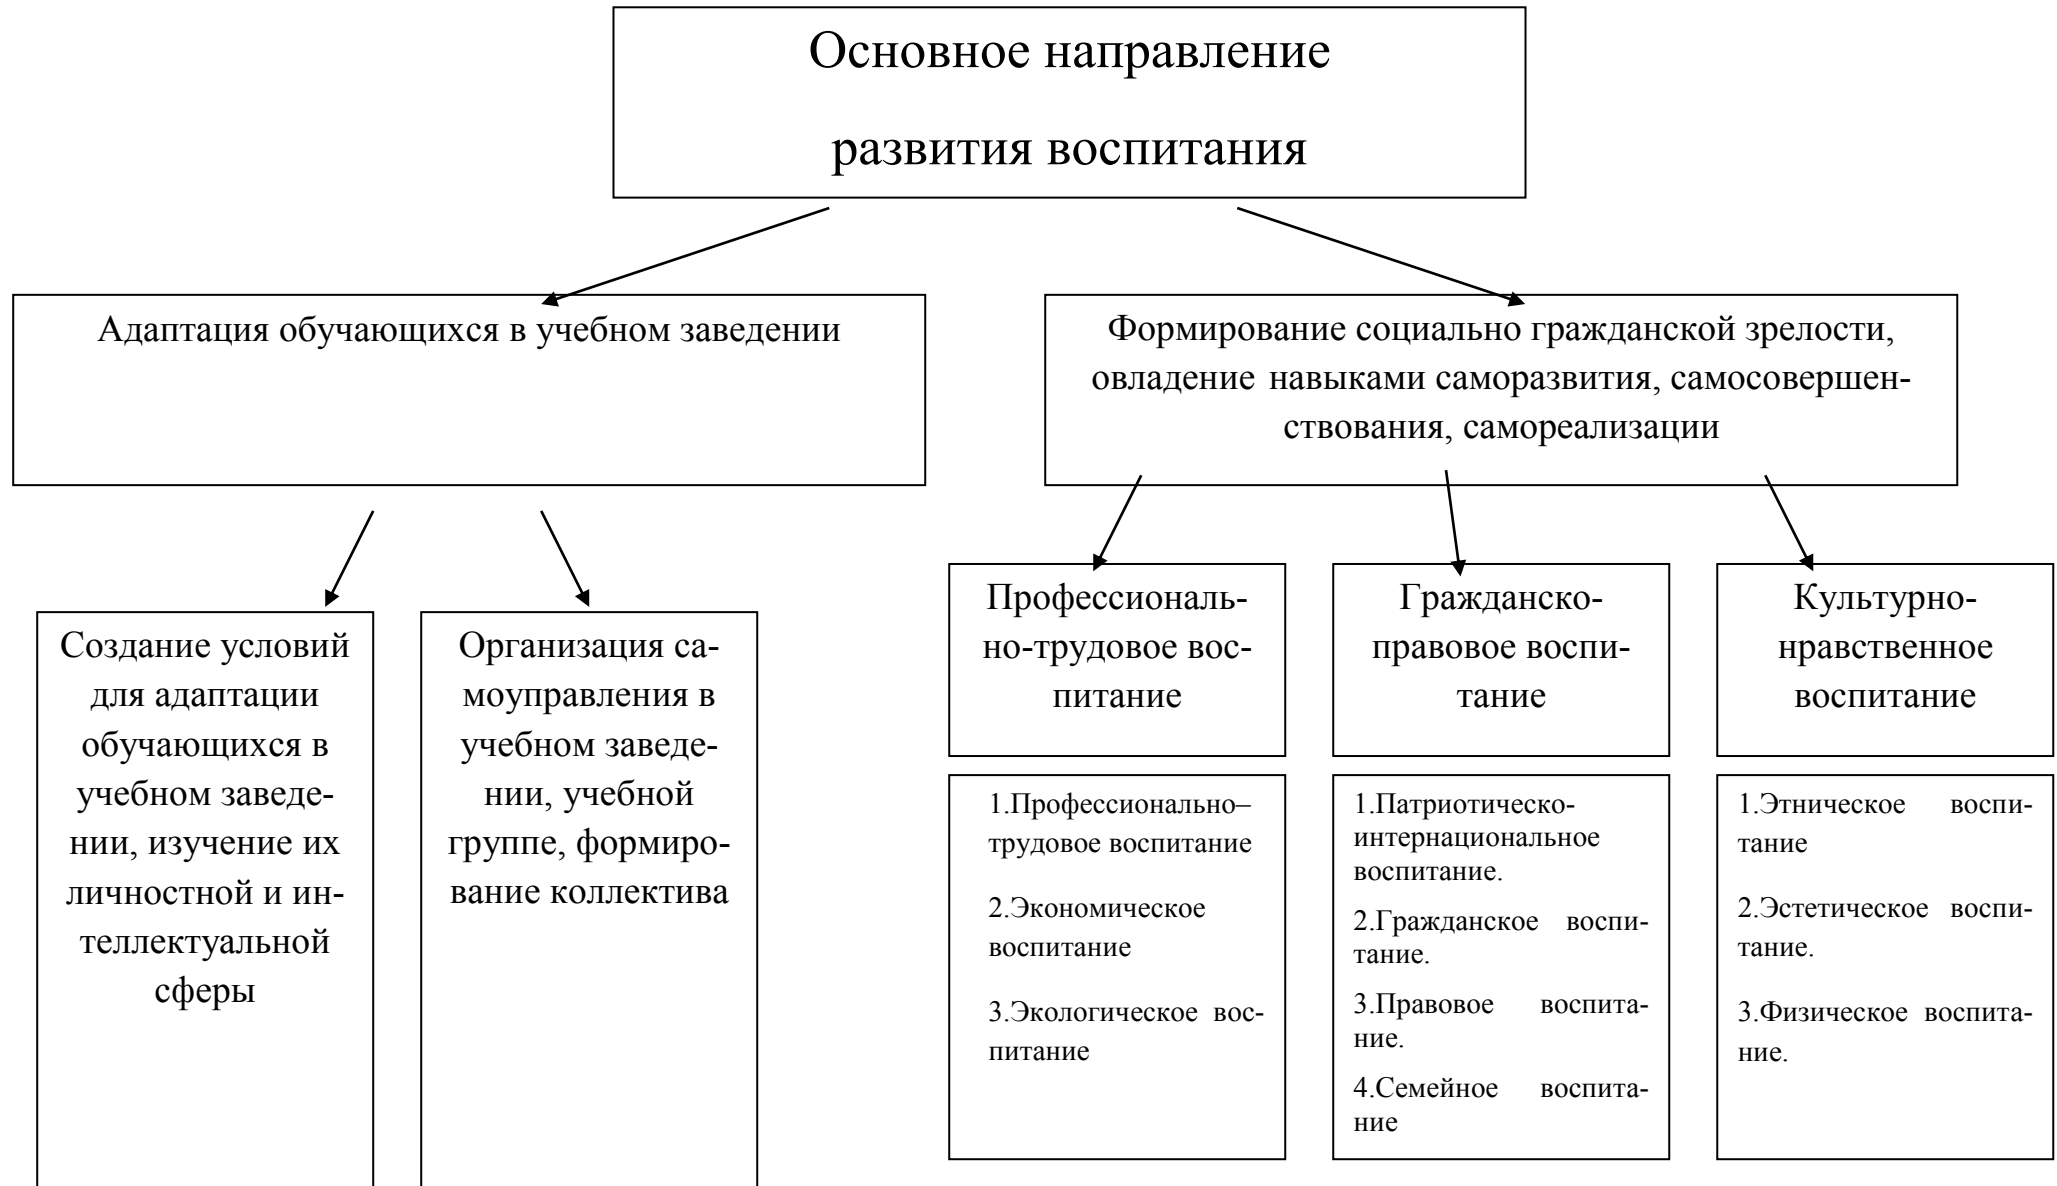 Основное направление
развития воспитания
Адаптация обучающихся в учебном заведении
Формирование социально гражданской зрелости,
овладение навыками саморазвития, самосовершен-
ствования, самореализации
Создание условий
для адаптации
обучающихся в
учебном заведе-
нии, изучение их
личностной и ин-
теллектуальной
сферы
Организация са-
моуправления в
учебном заведе-
нии, учебной
группе, формиро-
вание коллектива
Профессиональ-
но-трудовое вос-
питание
Гражданско-
правовое воспи-
тание
Культурно-
нравственное
воспитание
1.Профессионально–
трудовое воспитание
2.Экономическое
воспитание
3.Экологическое вос-
питание
1.Патриотическо-
интернациональное
воспитание.
2.Гражданское воспи-
тание.
3.Правовое воспита-
ние.
4.Семейное воспита-
ние
1.Этническое воспи-
тание
2.Эстетическое воспи-
тание.
3.Физическое воспита-
ние.